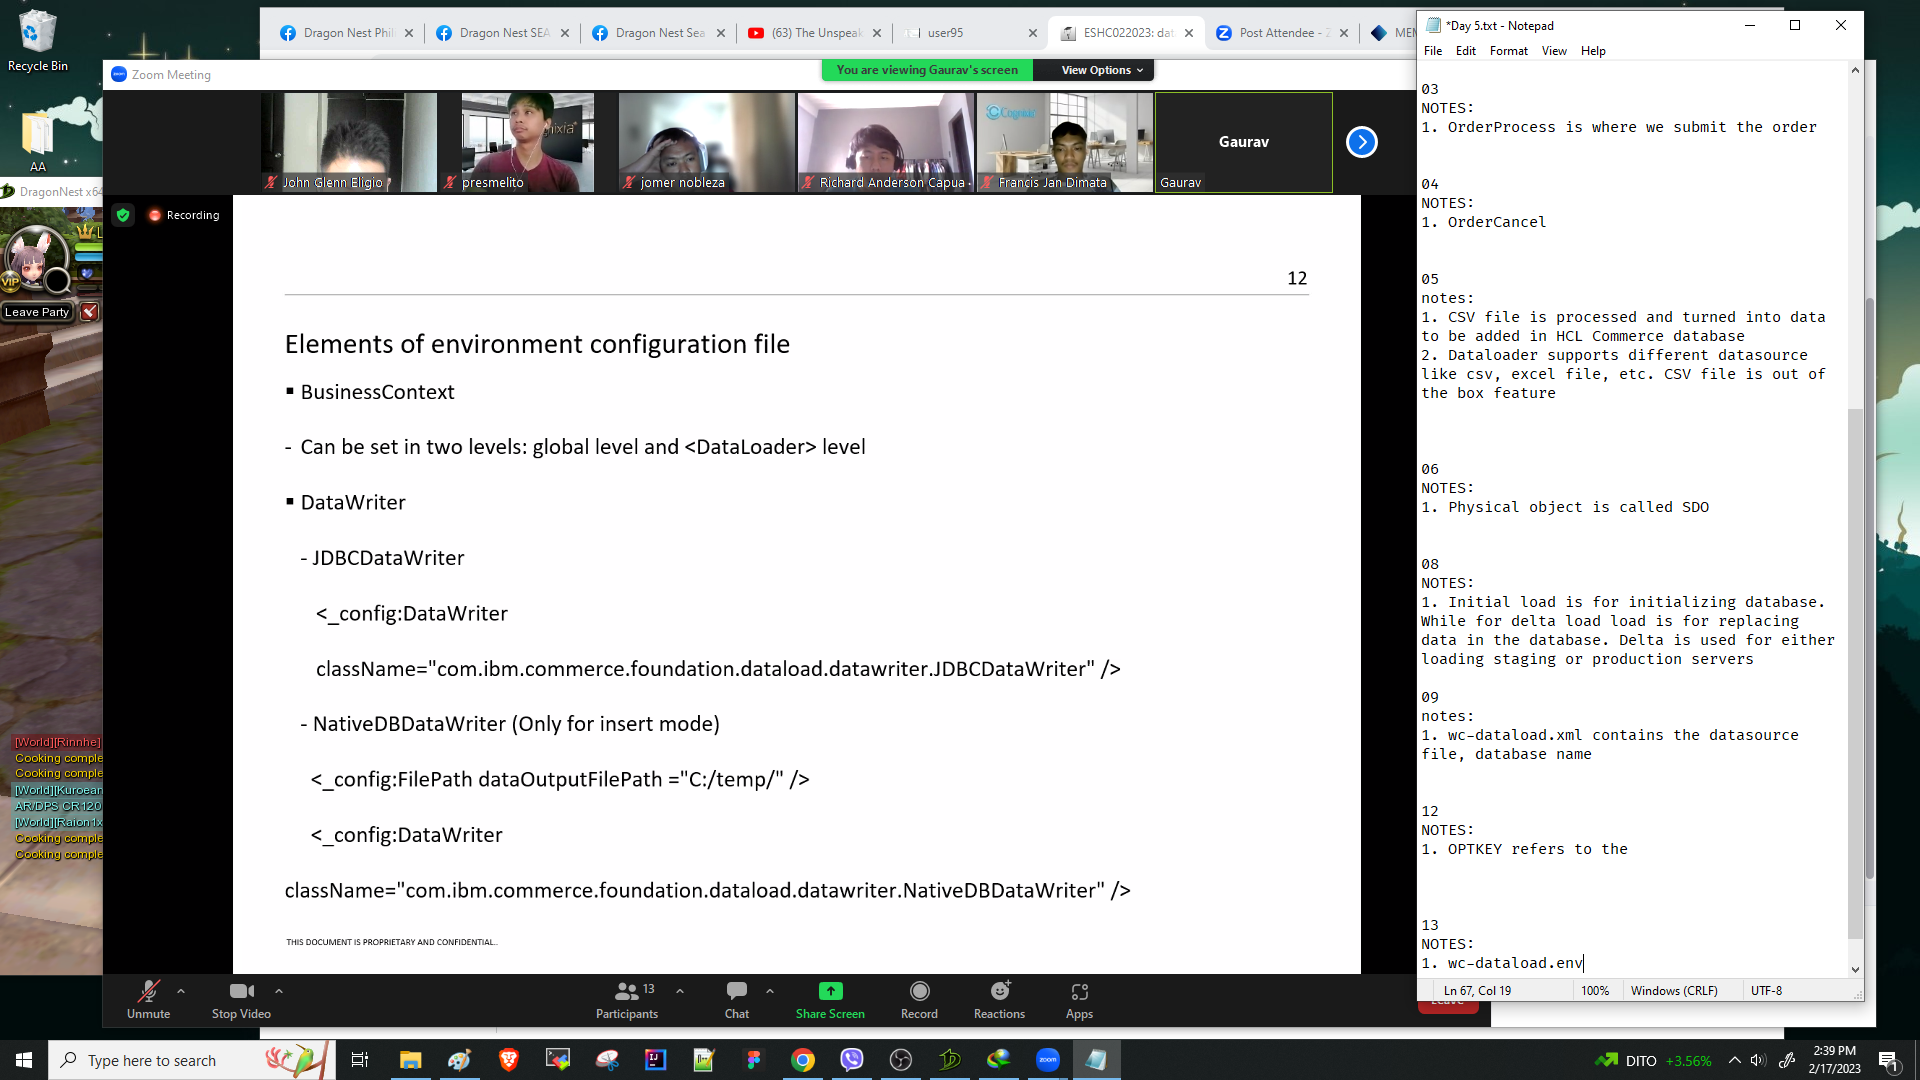 Recycle Bin
AA
Dragon Nest Phil
Dragon Nest SEA
Dragon Nest Sea
(63) The Unspeak
user95
ESHC022023: dat
Post Attendee - Z
MEM
Zoom Meeting
You are viewing Gaurav's screen
View Options
DragonNest x64
VIP
Leave Party
John Glenn Eligio
presmelito
jomer nobleza
Richard Anderson Capua
Cognixia
Francis Jan Dimata
Gaurav
Gaurav
Recording
12
Elements of environment configuration file
▪ BusinessContext
- Can be set in two levels: global level and <DataLoader> level
▪ DataWriter
- JDBCDataWriter
<_config:DataWriter
className="com.ibm.commerce.foundation.dataload.datawriter.JDBCDataWriter" />
- NativeDBDataWriter (Only for insert mode)
<_config:FilePath dataOutputFilePath ="C:/temp/" />
<_config:DataWriter
className="com.ibm.commerce.foundation.dataload.datawriter.NativeDBDataWriter" />
THIS DOCUMENT IS PROPRIETARY AND CONFIDENTIAL..
[World][Rinnhe]
Cooking comple
Cooking comple
[World][Kuroean
AR/DPS CR120
[World][Raion1x
Cooking comple
Cooking comple
Unmute
Stop Video
13
Participants
Chat
Share Screen
Record
Reactions
Apps
Leave
*Day 5.txt - Notepad
File Edit Format View Help
03
NOTES:
1. OrderProcess is where we submit the order
04
NOTES:
1. OrderCancel
05
notes:
1. CSV file is processed and turned into data
to be added in HCL Commerce database
2. Dataloader supports different datasource
like csv, excel file, etc. CSV file is out of
the box feature
06
NOTES:
1. Physical object is called SDO
08
NOTES:
1. Initial load is for initializing database.
While for delta load load is for replacing
data in the database. Delta is used for either
loading staging or production servers
09
notes:
1. wc-dataload.xml contains the datasource
file, database name
12
NOTES:
1. OPTKEY refers to the
13
NOTES:
1. wc-dataload.env
Ln 67, Col 19
100%
Windows (CRLF)
UTF-8
Type here to search
DITO +3.56%
2:39 PM
2/17/2023
1